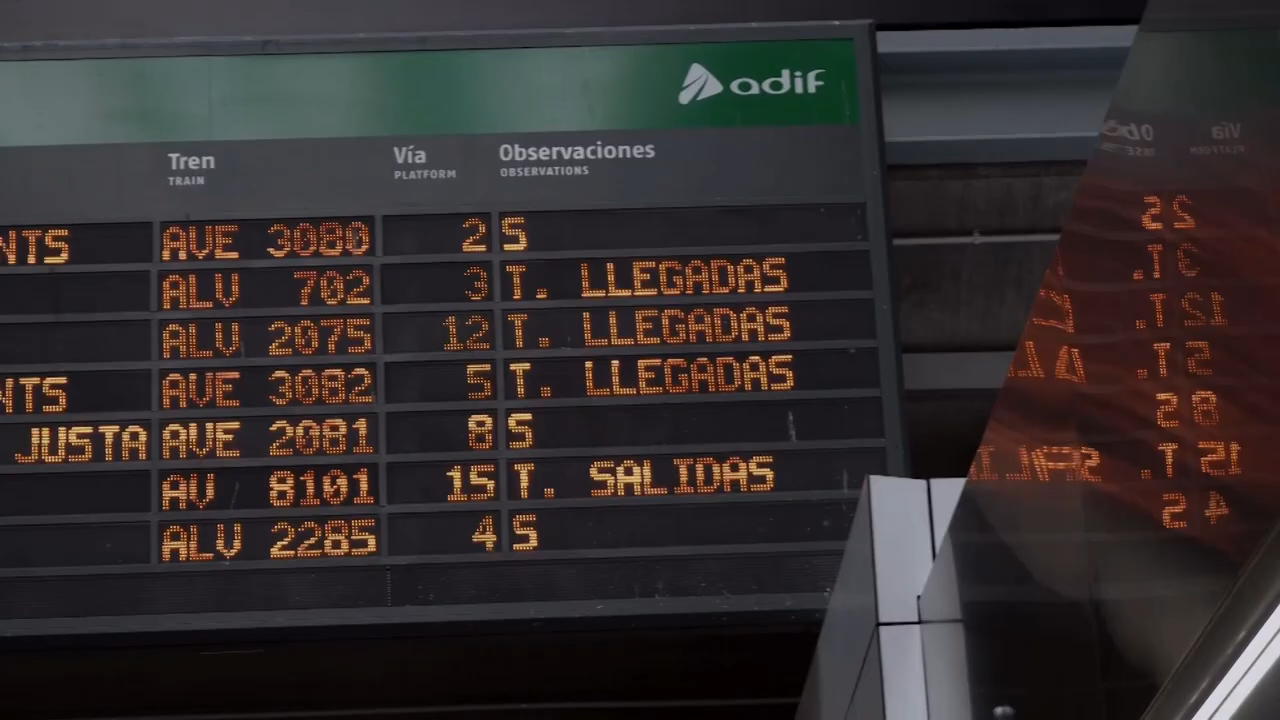 adif
Tren Vía Observaciones
TRAIN PLATFORM OBSERVATIONS
NTS AVE 3080 2 S
ALV 702 3 T. LLEGADAS
ALV 2075 12 T. LLEGADAS
NTS AVE 3082 5 T. LLEGADAS
JUSTA AVE 2081 8 S
AV 8101 15 T. SALIDAS
ALV 2285 4 S